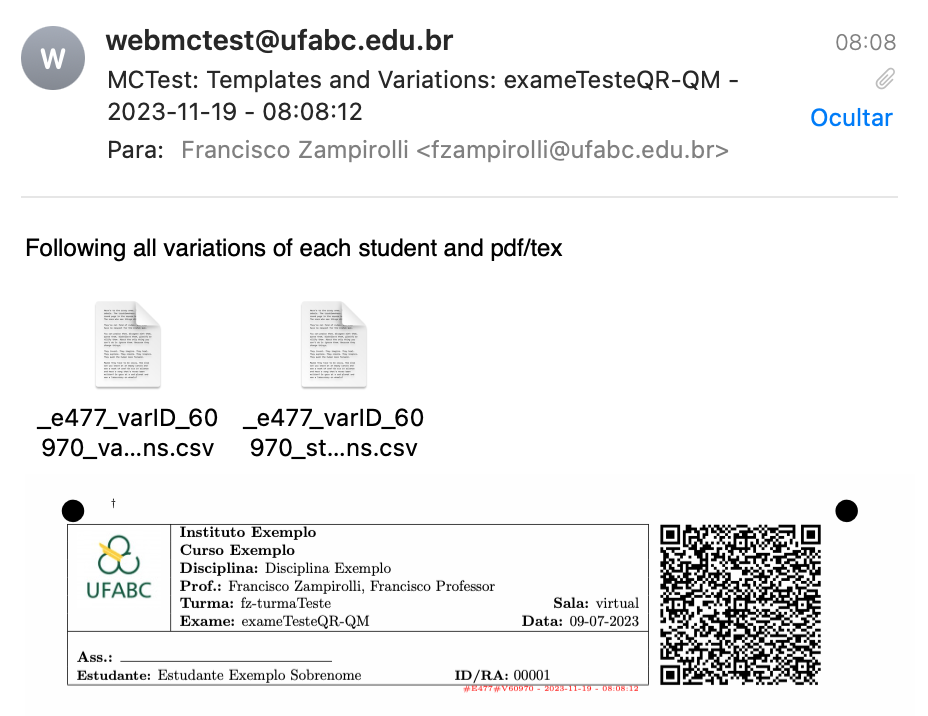 W
webmctest@ufabc.edu.br
08:08
MCTest: Templates and Variations: exameTesteQR-QM -
2023-11-19 - 08:08:12
Ocultar
Para: Francisco Zampirolli <fzampirolli@ufabc.edu.br>
Following all variations of each student and pdf/tex
_e477_varID_60
970_va...ns.csv
_e477_varID_60
970_st...ns.csv
†
UFABC
Instituto Exemplo
Curso Exemplo
Disciplina: Disciplina Exemplo
Prof.: Francisco Zampirolli, Francisco Professor
Turma: fz-turmaTeste Sala: virtual
Exame: exameTesteQR-QM Data: 09-07-2023
Ass.:
Estudante: Estudante Exemplo Sobrenome ID/RA: 00001
#E477#V60970 - 2023-11-19 - 08:08:12